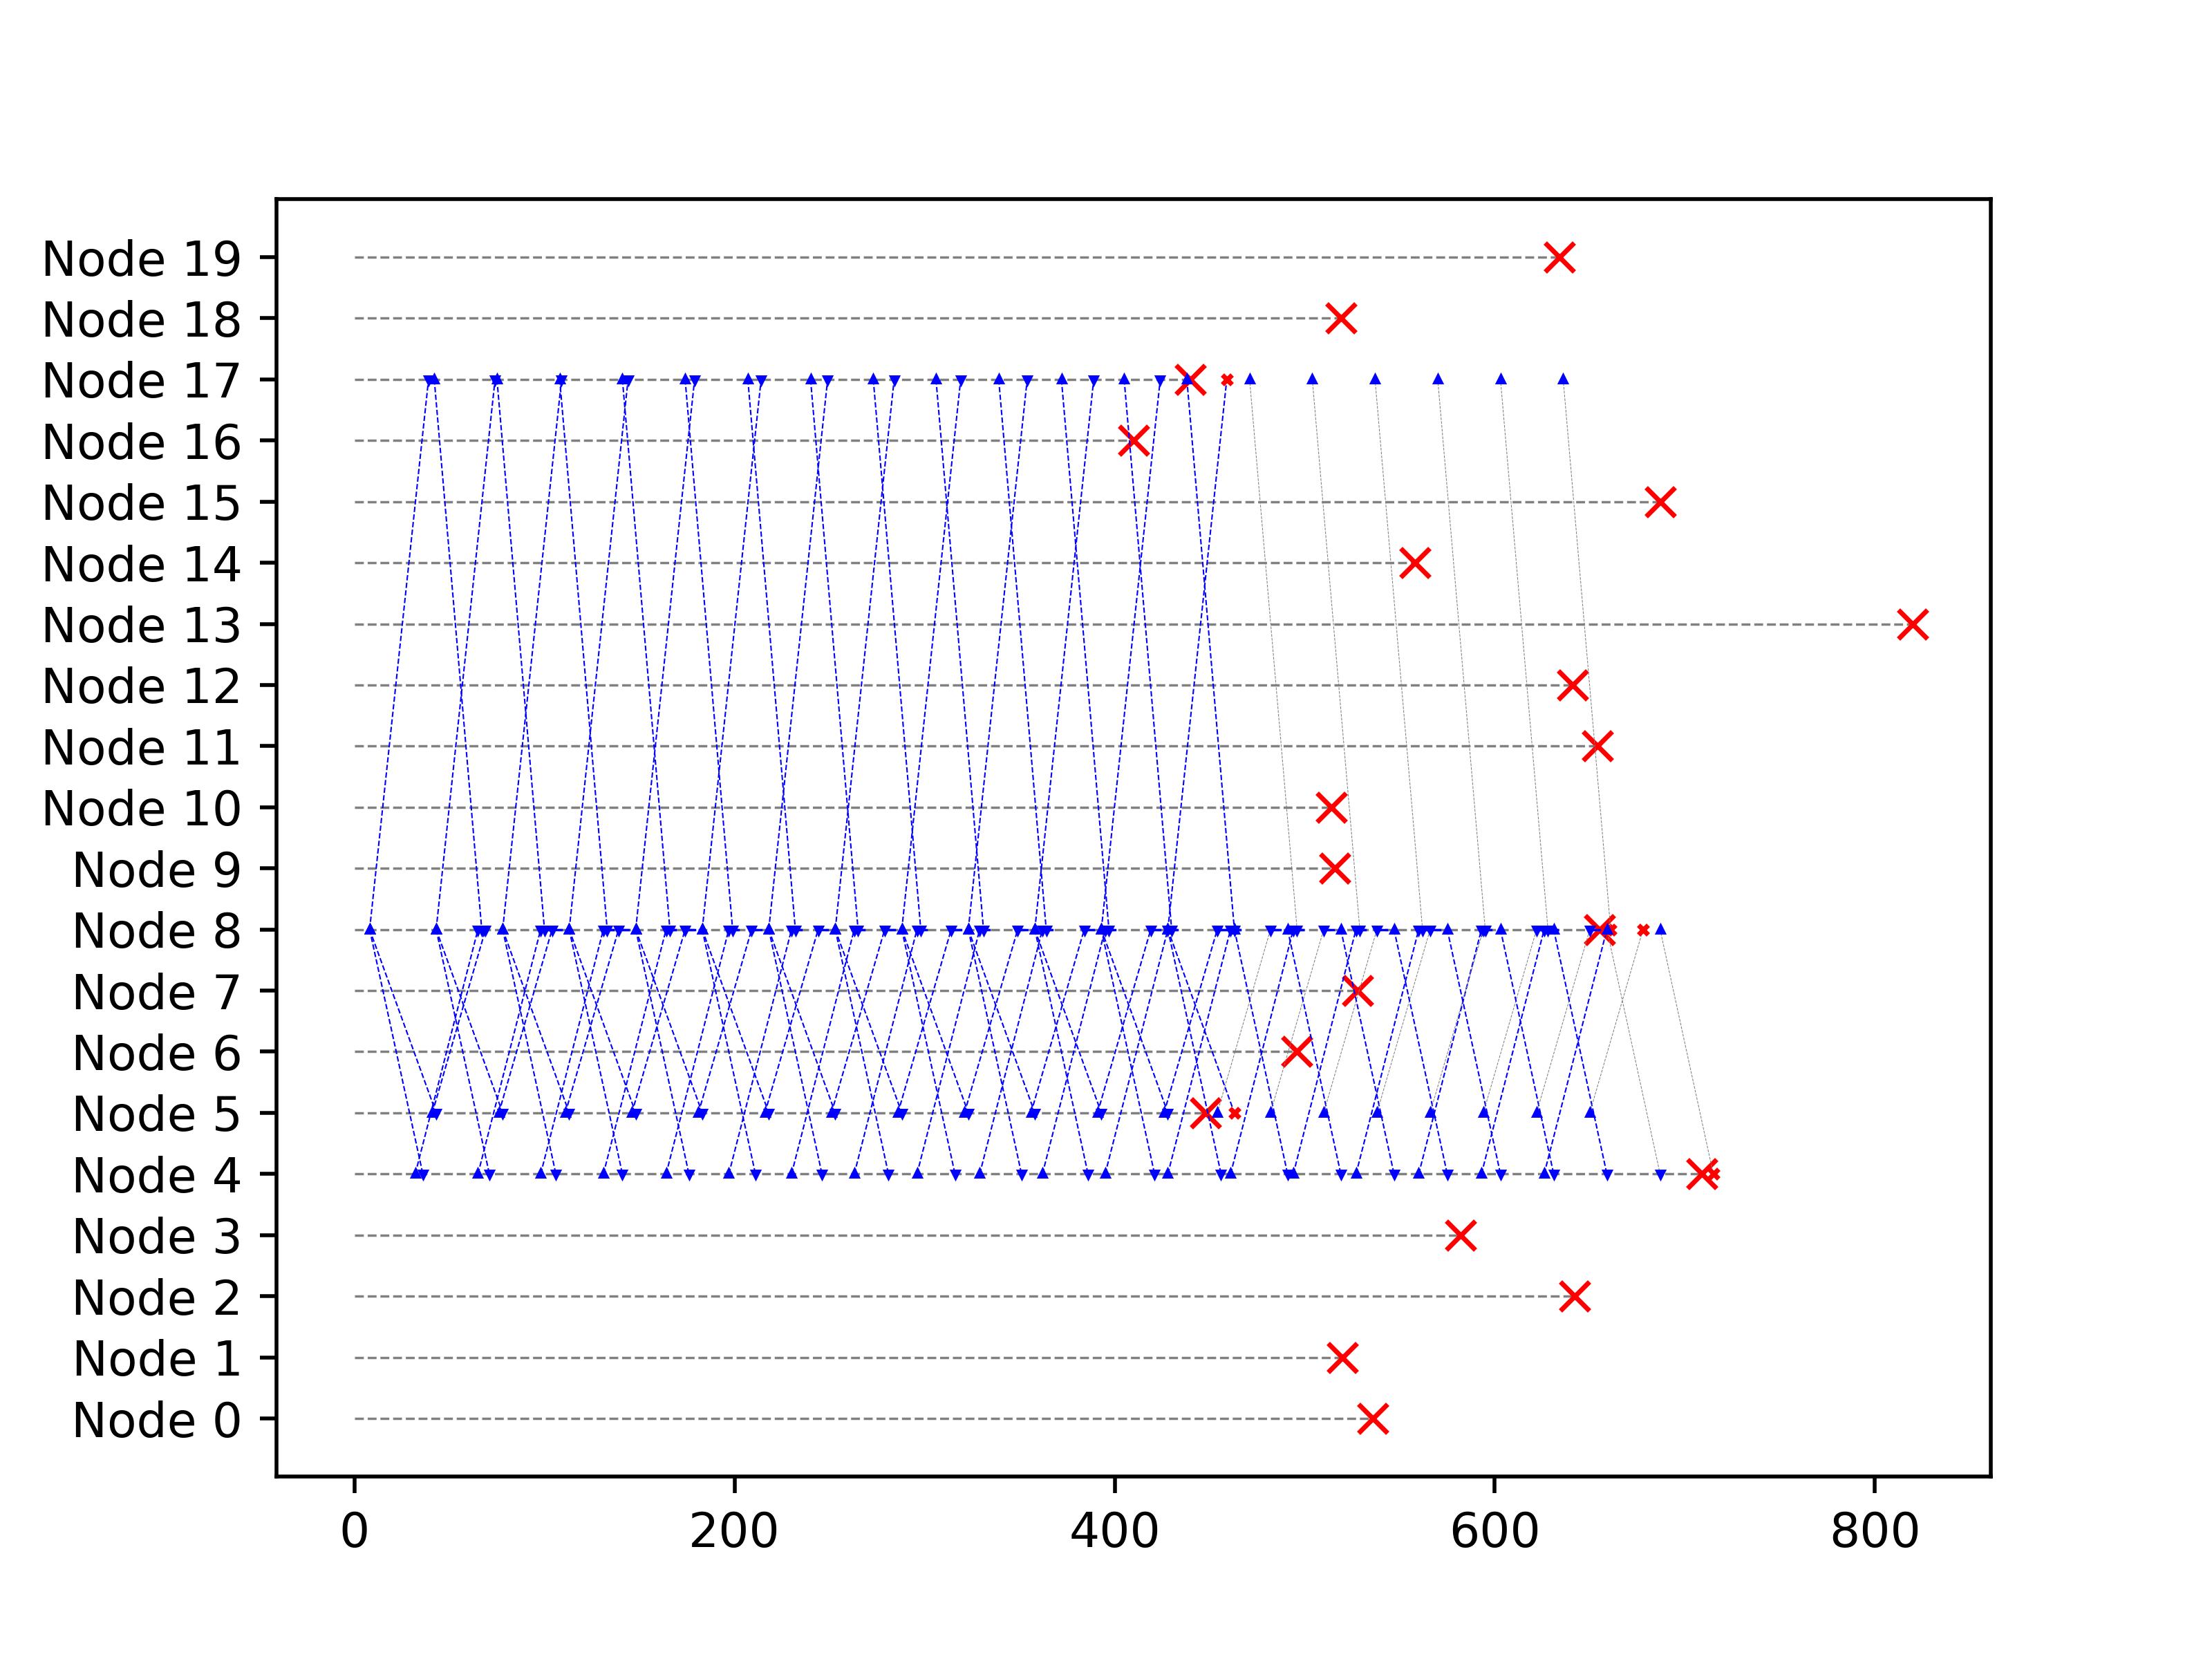 Node 19
Node 18
Node 17
Node 16
Node 15
Node 14
Node 13
Node 12
Node 11
Node 10
Node 9
Node 8
Node 7
Node 6
Node 5
Node 4
Node 3
Node 2
Node 1
Node 0
0 200 400 600 800